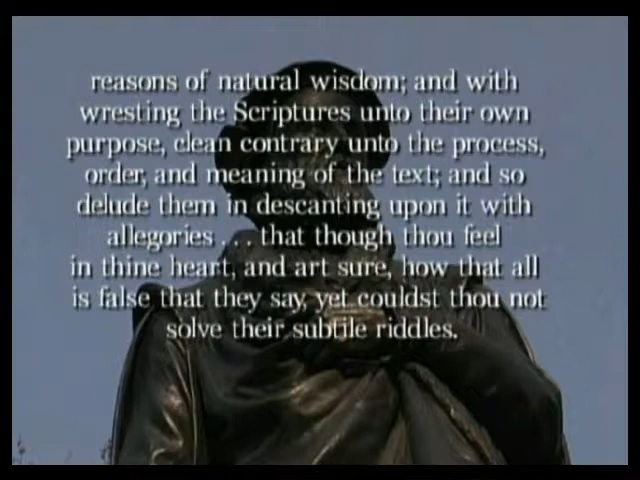 reasons of natural wisdom; and with
wresting the Scriptures unto their own
purpose, clean contrary unto the process,
order, and meaning of the text; and so
delude them in descanting upon it with
allegories . . . that though thou feel
in thine heart, and art sure, how that all
is false that they say, yet couldst thou not
solve their subtile riddles.